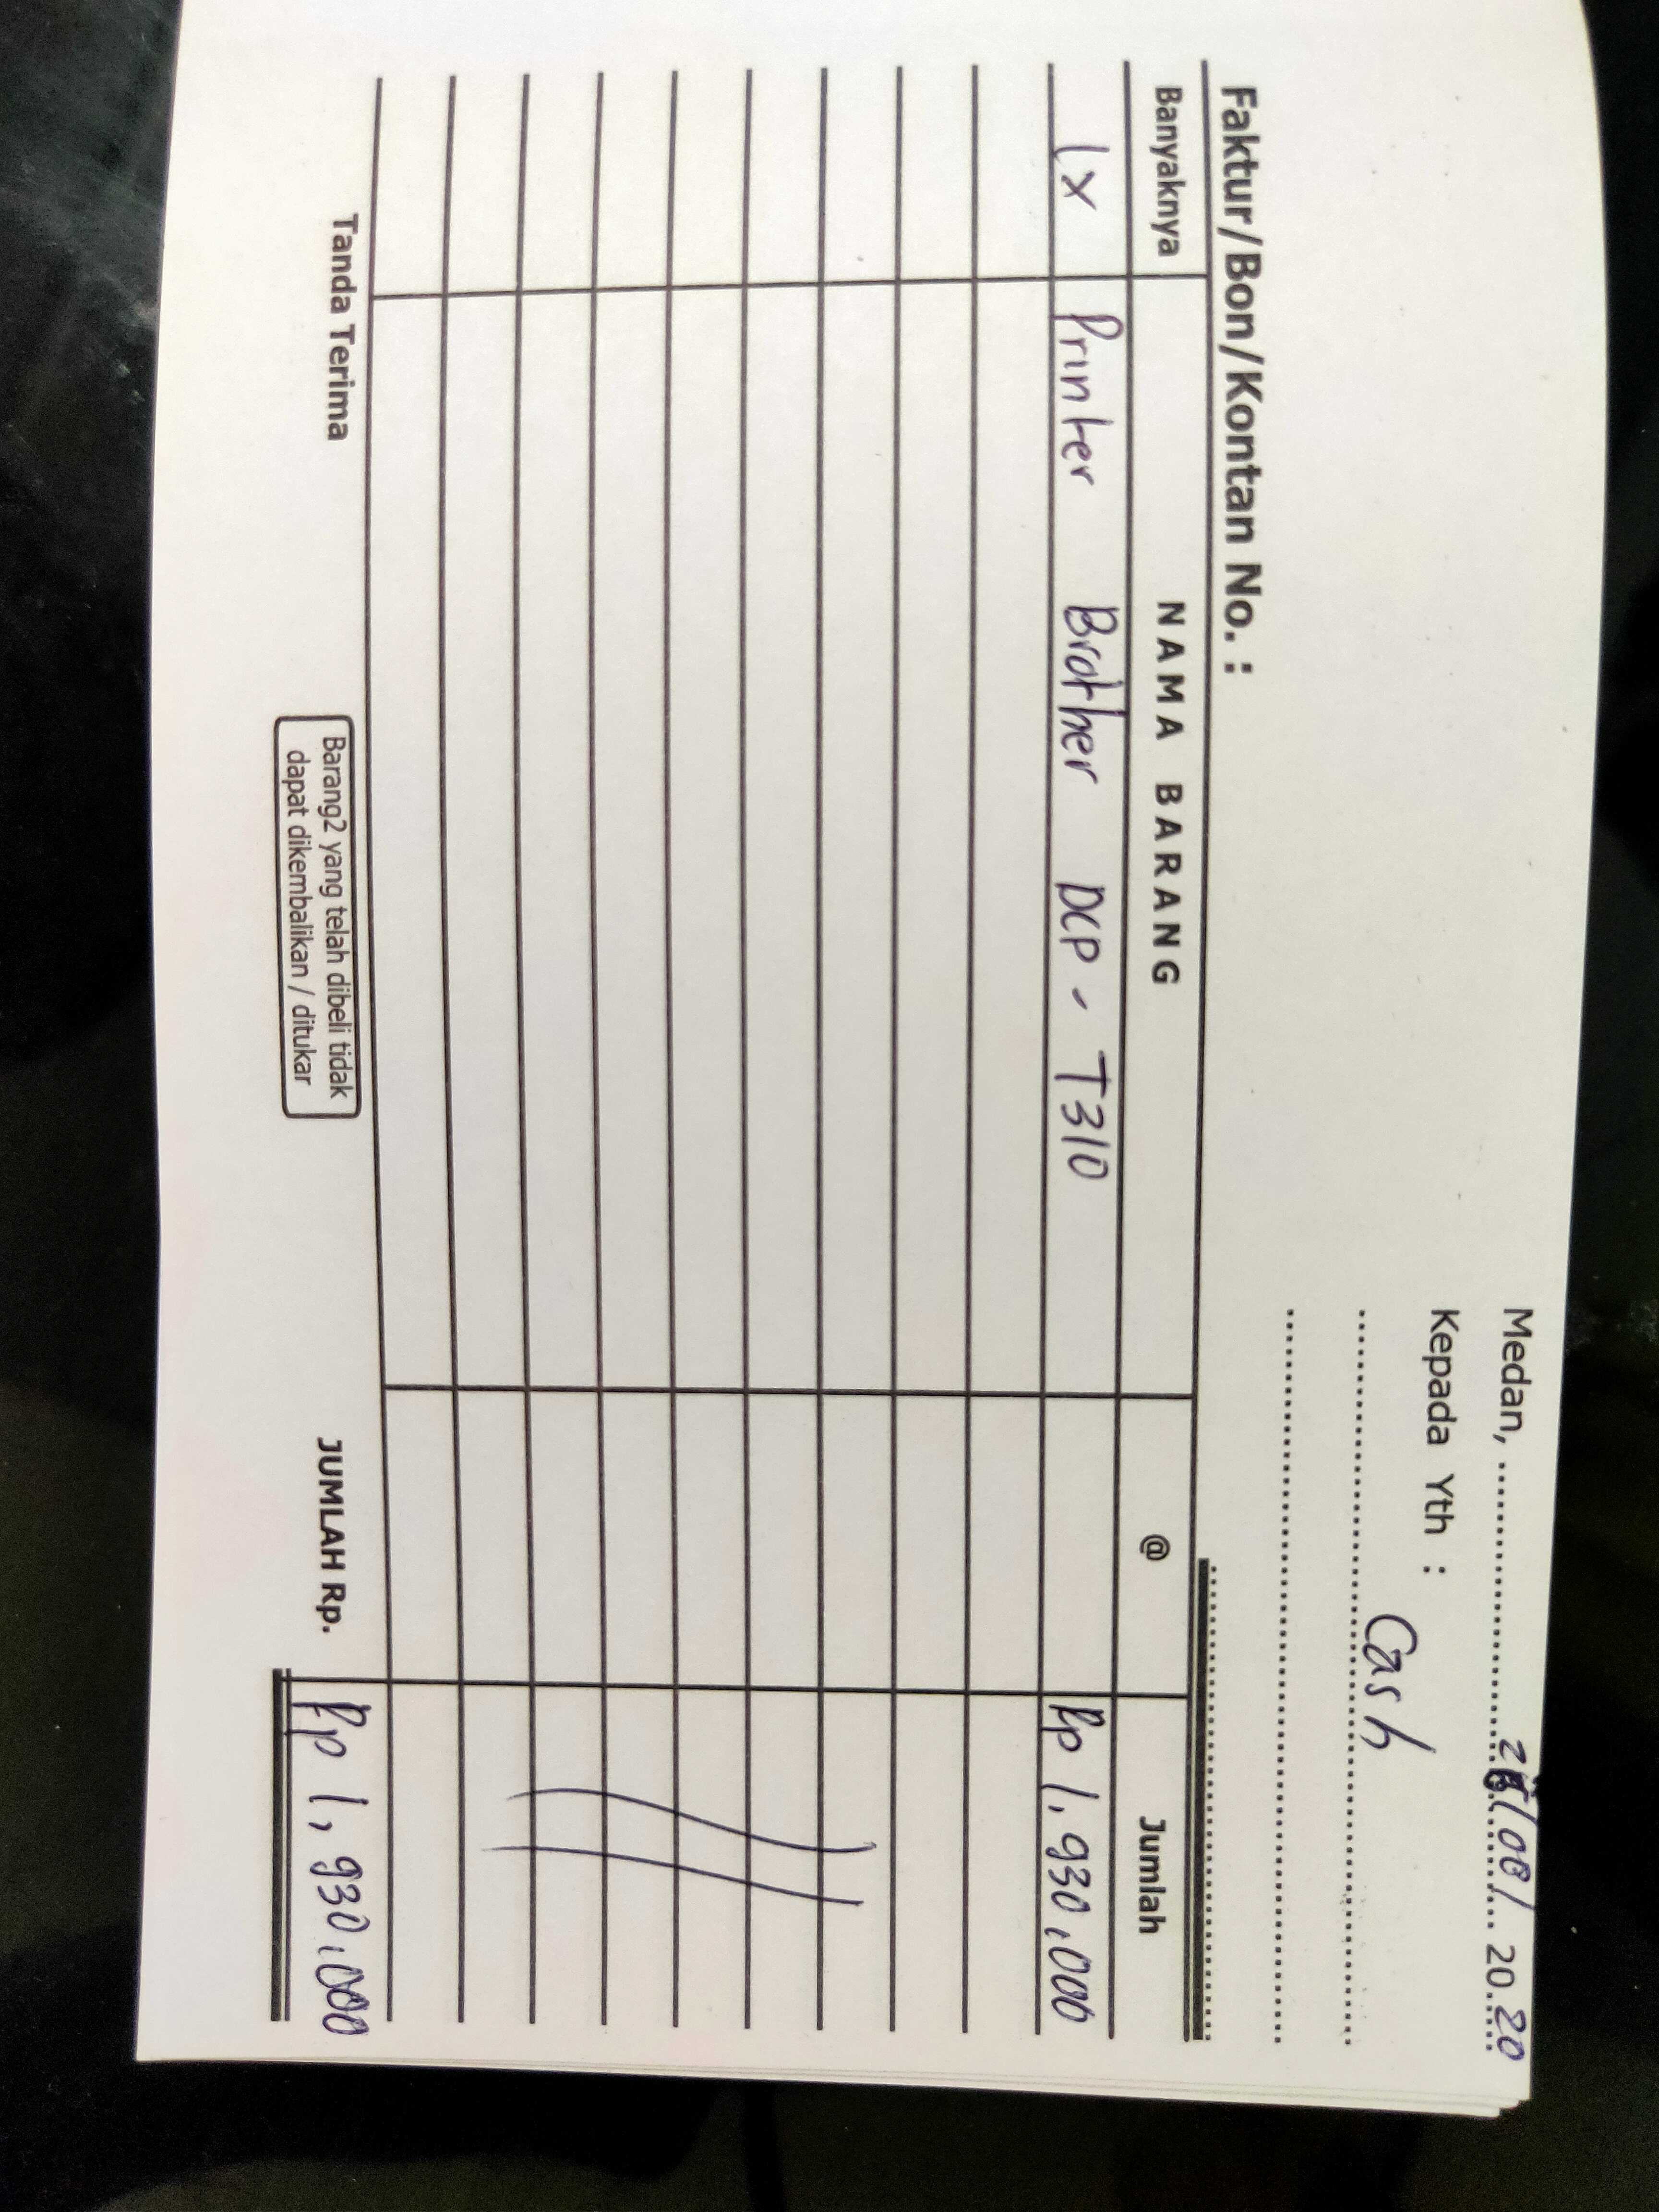 Medan, /08/ 2020
Kepada Yth :
Cash
Faktur/Bon/Kontan No. :
Banyaknya NAMA BARANG @ Jumlah
1x Printer Brother DCP - T310 Rp 1,930,000
Tanda Terima
Barang2 yang telah dibeli tidak
dapat dikembalikan / ditukar
JUMLAH Rp. Rp 1,930,000